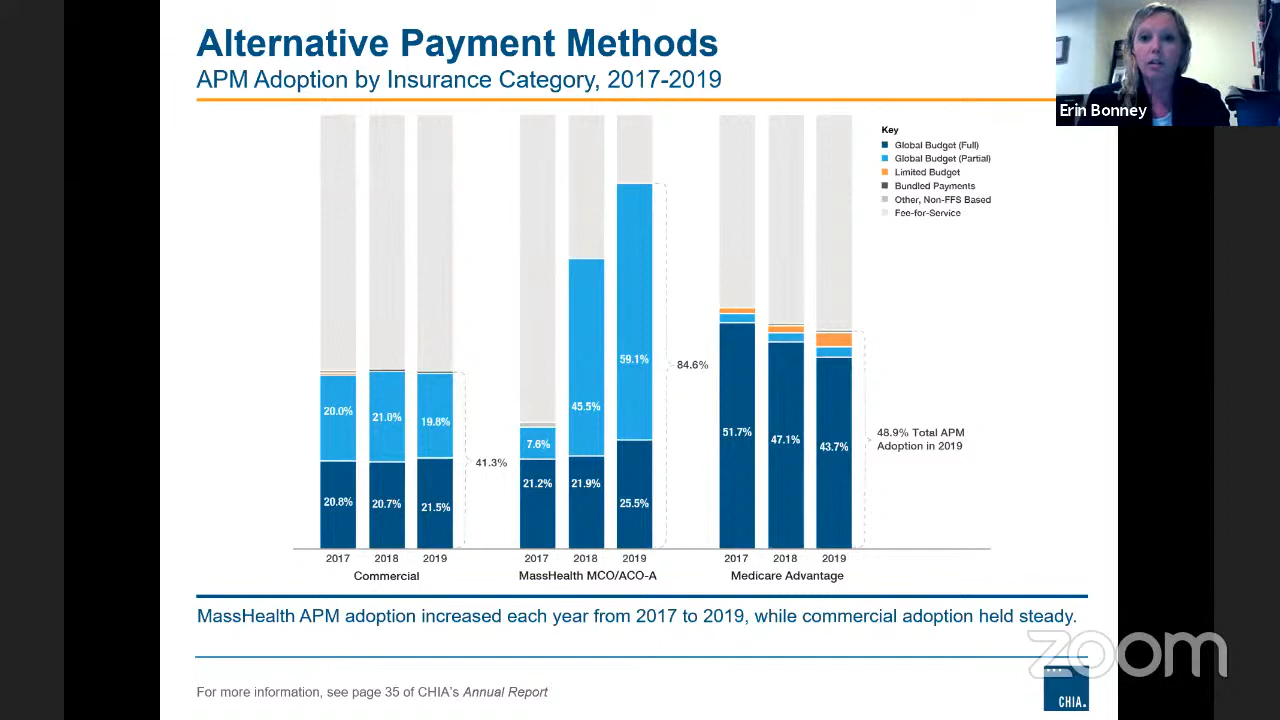 Alternative Payment Methods
APM Adoption by Insurance Category, 2017-2019
Erin Bonney
Key
Global Budget (Full)
Global Budget (Partial)
Limited Budget
Bundled Payments
Other, Non-FFS Based
Fee-for-Service
20.0%
21.0%
19.8%
20.8%
20.7%
21.5%
41.3%
7.6%
45.5%
59.1%
21.2%
21.9%
25.5%
84.6%
51.7%
47.1%
43.7%
48.9% Total APM
Adoption in 2019
2017 2018 2019
Commercial
2017 2018 2019
MassHealth MCO/ACO-A
2017 2018 2019
Medicare Advantage
MassHealth APM adoption increased each year from 2017 to 2019, while commercial adoption held steady.
zoom
For more information, see page 35 of CHIA's Annual Report
CHIA.